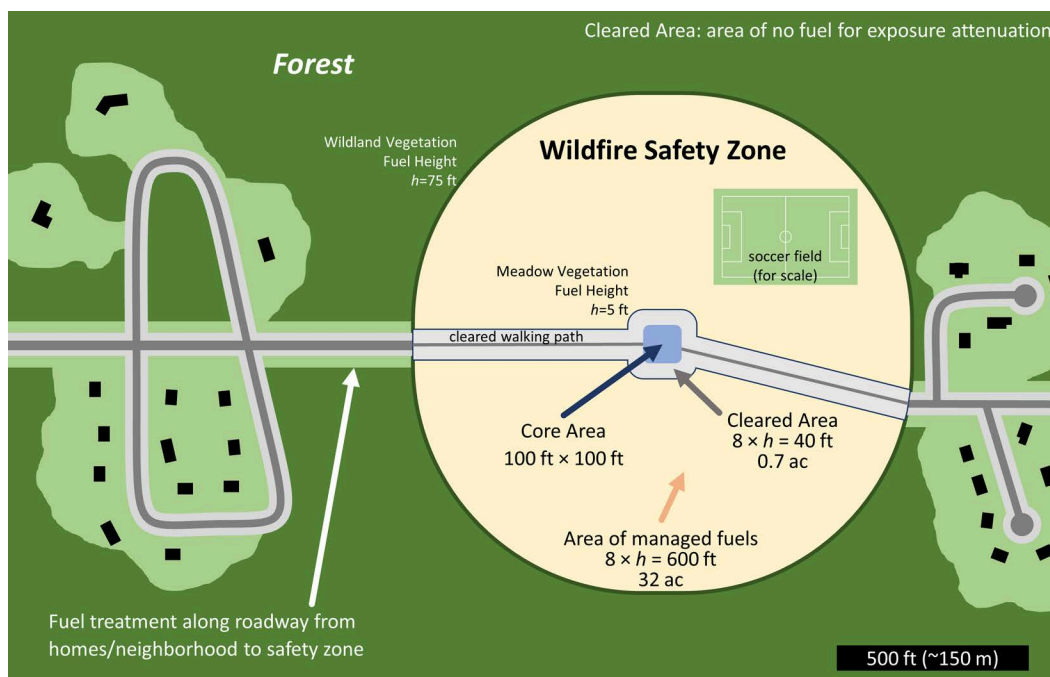 Cleared Area: area of no fuel for exposure attenuation
Forest
Wildland Vegetation
Fuel Height
h=75 ft
Wildfire Safety Zone
soccer field
(for scale)
Meadow Vegetation
Fuel Height
h=5 ft
cleared walking path
Core Area
100 ft × 100 ft
Cleared Area
8 × h = 40 ft
0.7 ac
Area of managed fuels
8 × h = 600 ft
32 ac
Fuel treatment along roadway from
homes/neighborhood to safety zone
500 ft (~150 m)